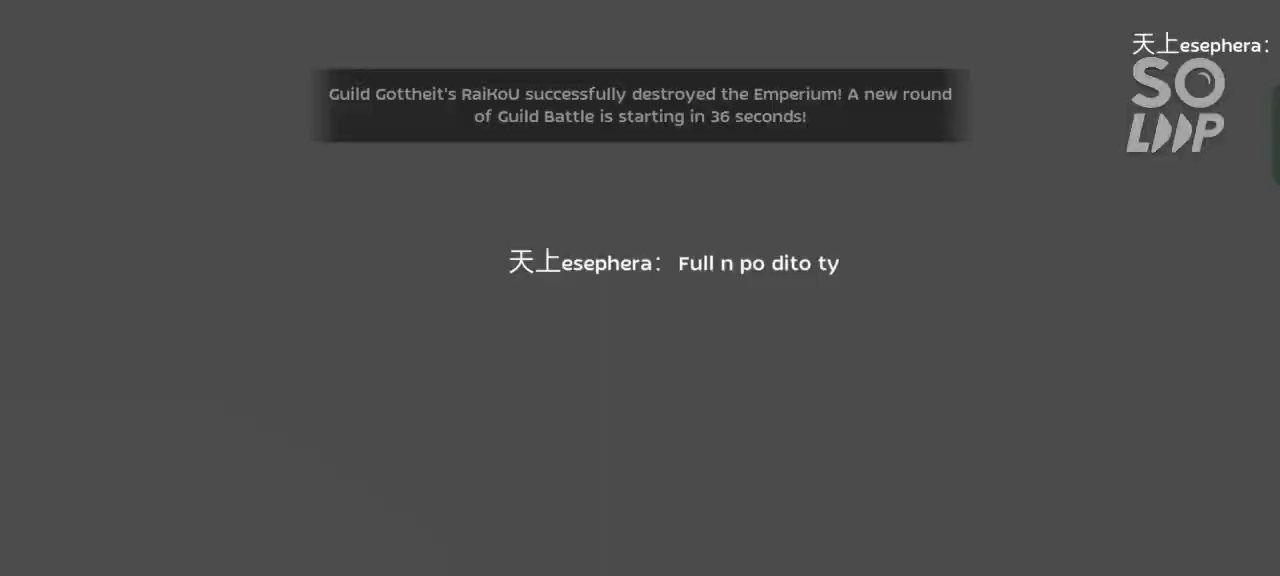 天上esephera：
SO
LOOP
Guild Gottheit's RaiKoU successfully destroyed the Emperium! A new round
of Guild Battle is starting in 36 seconds!
天上esephera： Full n po dito ty